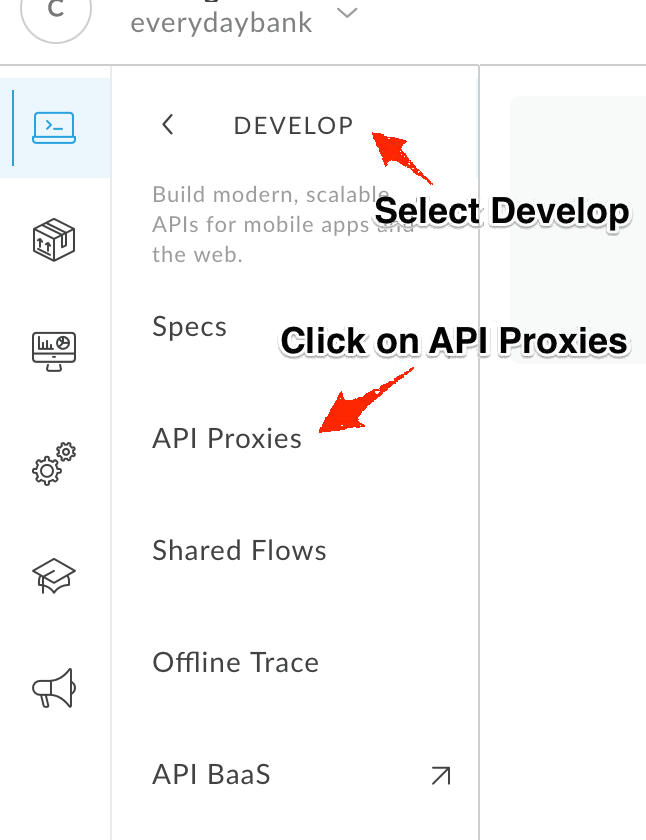 C
everydaybank
DEVELOP
Select Develop
Build modern, scalable
APIs for mobile apps and
the web.
Specs
Click on API Proxies
API Proxies
Shared Flows
Offline Trace
API BaaS